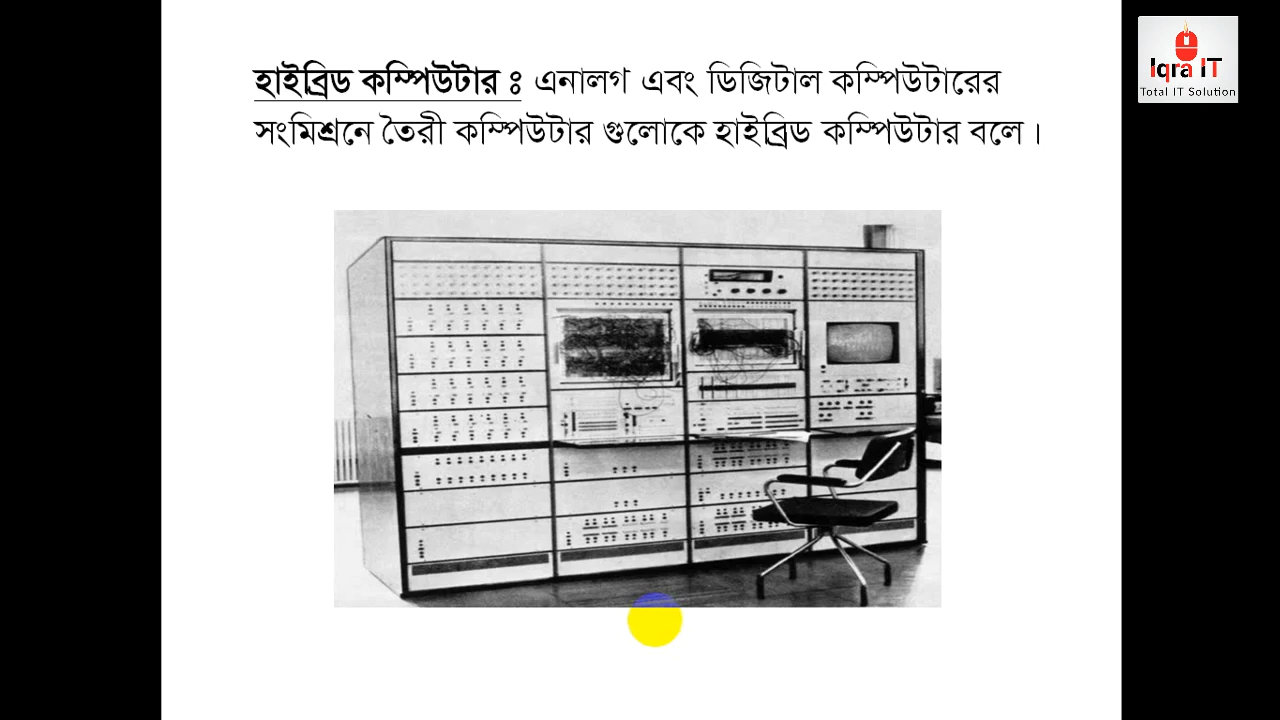 হাইব্রিড কম্পিউটার ঃ এনালগ এবং ডিজিটাল কম্পিউটারের
সংমিশ্রনে তৈরী কম্পিউটার গুলোকে হাইব্রিড কম্পিউটার বলে।
Iqra IT
Total IT Solution